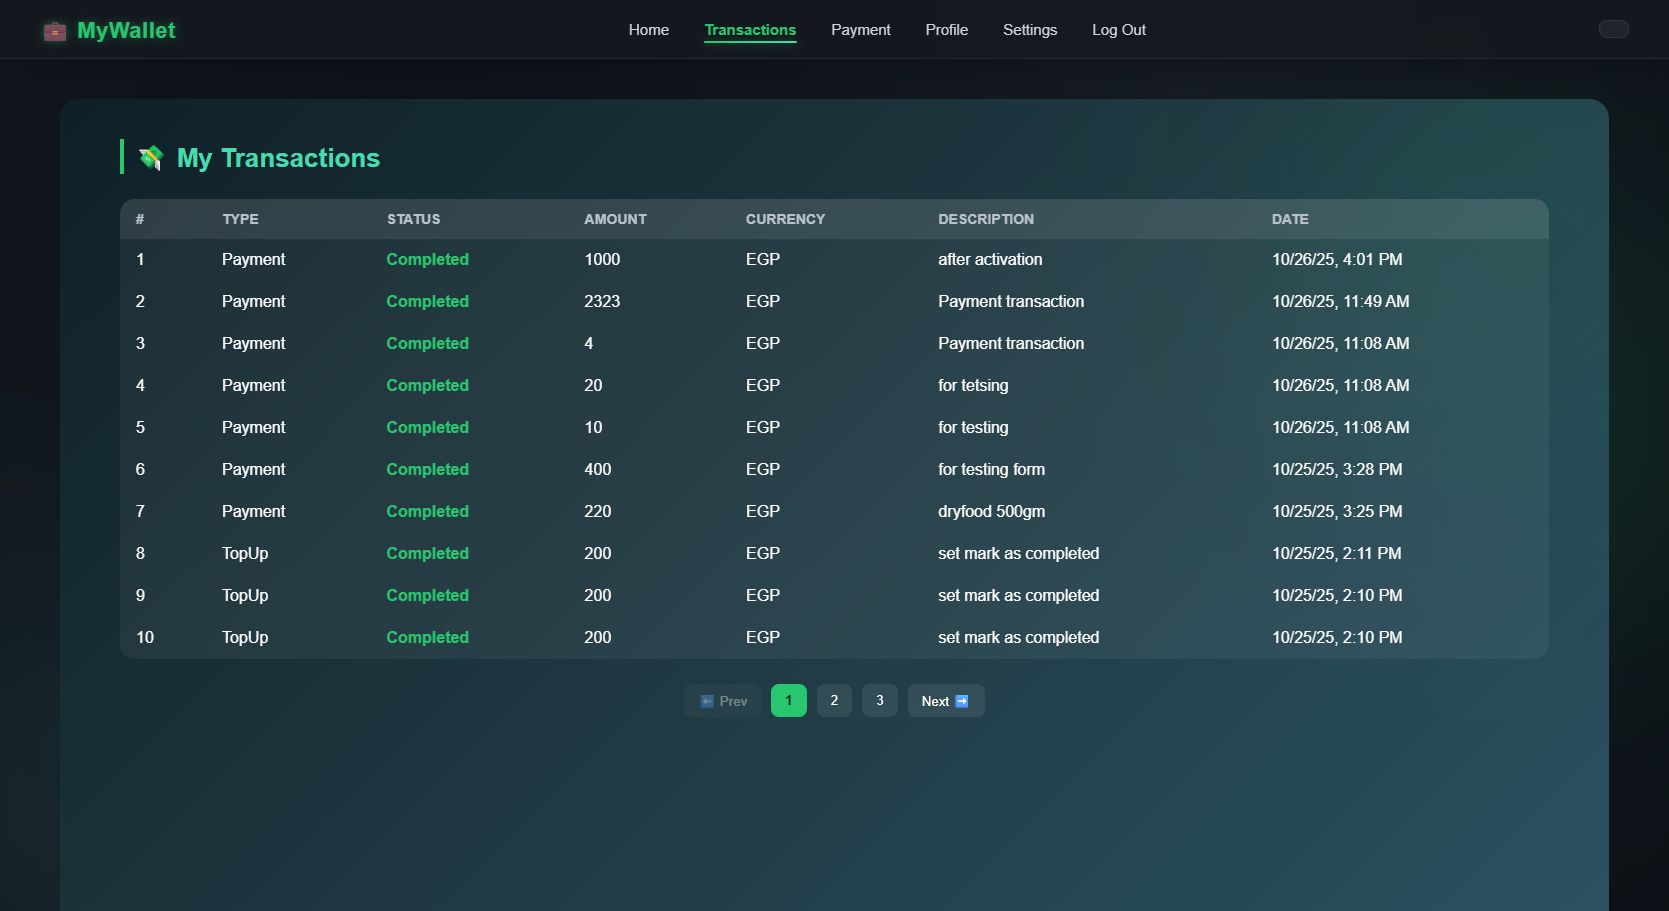 MyWallet Home Transactions Payment Profile Settings Log Out
My Transactions
# TYPE STATUS AMOUNT CURRENCY DESCRIPTION DATE
1 Payment Completed 1000 EGP after activation 10/26/25, 4:01 PM
2 Payment Completed 2323 EGP Payment transaction 10/26/25, 11:49 AM
3 Payment Completed 4 EGP Payment transaction 10/26/25, 11:08 AM
4 Payment Completed 20 EGP for tetsing 10/26/25, 11:08 AM
5 Payment Completed 10 EGP for testing 10/26/25, 11:08 AM
6 Payment Completed 400 EGP for testing form 10/25/25, 3:28 PM
7 Payment Completed 220 EGP dryfood 500gm 10/25/25, 3:25 PM
8 TopUp Completed 200 EGP set mark as completed 10/25/25, 2:11 PM
9 TopUp Completed 200 EGP set mark as completed 10/25/25, 2:10 PM
10 TopUp Completed 200 EGP set mark as completed 10/25/25, 2:10 PM
Prev 1 2 3 Next